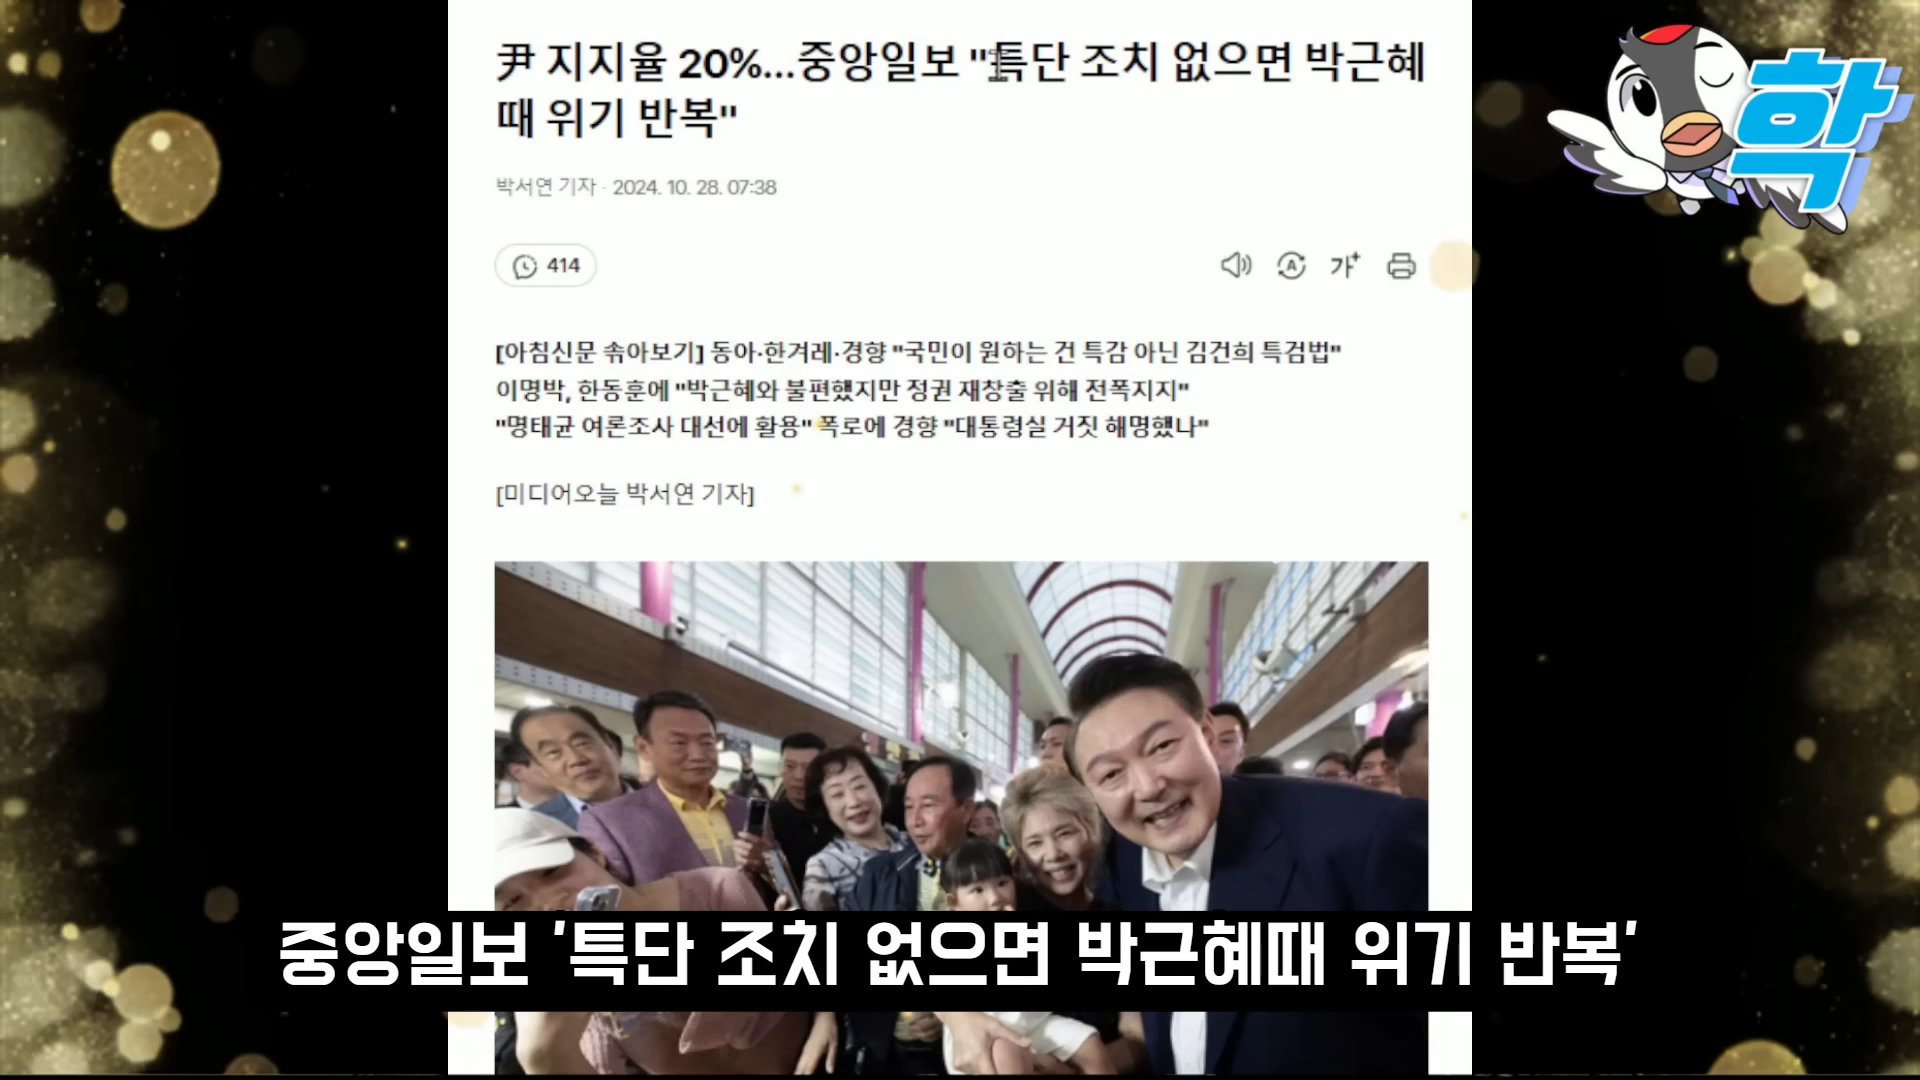 尹 지지율 20%...중앙일보 "특단 조치 없으면 박근혜
때 위기 반복"
학
박서연 기자 · 2024. 10. 28. 07:38
414
가+
[아침신문 솎아보기] 동아·한겨레·경향 "국민이 원하는 건 특감 아닌 김건희 특검법"
이명박, 한동훈에 "박근혜와 불편했지만 정권 재창출 위해 전폭지지"
"명태균 여론조사 대선에 활용" 폭로에 경향 "대통령실 거짓 해명했나"
[미디어오늘 박서연 기자]
중앙일보 '특단 조치 없으면 박근혜때 위기 반복'